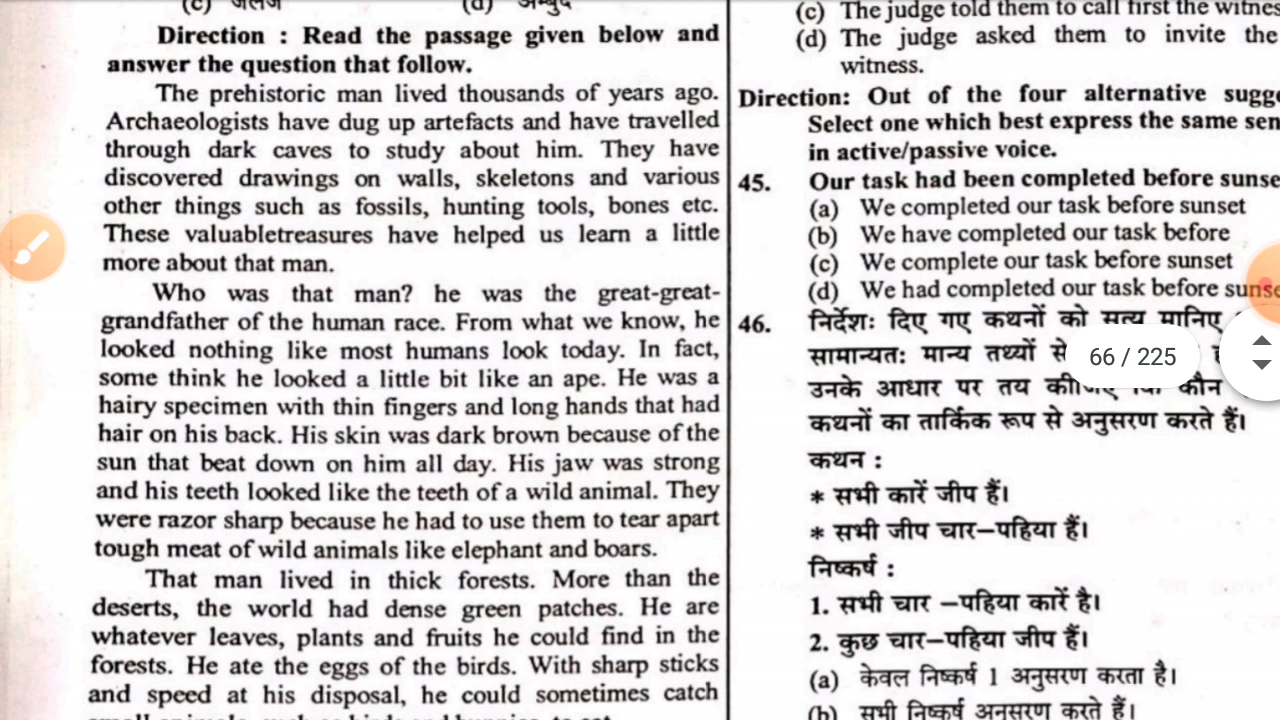 (c) जलज (d) अम्बुद
Direction : Read the passage given below and
answer the question that follow.
The prehistoric man lived thousands of years ago.
Archaeologists have dug up artefacts and have travelled
through dark caves to study about him. They have
discovered drawings on walls, skeletons and various
other things such as fossils, hunting tools, bones etc.
These valuabletreasures have helped us learn a little
more about that man.
Who was that man? he was the great-great-
grandfather of the human race. From what we know, he
looked nothing like most humans look today. In fact,
some think he looked a little bit like an ape. He was a
hairy specimen with thin fingers and long hands that had
hair on his back. His skin was dark brown because of the
sun that beat down on him all day. His jaw was strong
and his teeth looked like the teeth of a wild animal. They
were razor sharp because he had to use them to tear apart
tough meat of wild animals like elephant and boars.
That man lived in thick forests. More than the
deserts, the world had dense green patches. He are
whatever leaves, plants and fruits he could find in the
forests. He ate the eggs of the birds. With sharp sticks
and speed at his disposal, he could sometimes catch
(c) The judge told them to call first the witnes
(d) The judge asked them to invite the
witness.
Direction: Out of the four alternative sugge
Select one which best express the same sen
in active/passive voice.
45. Our task had been completed before sunse
(a) We completed our task before sunset
(b) We have completed our task before
(c) We complete our task before sunset
(d) We had completed our task before sunse
46. निर्देशः दिए गए कथनों को सत्य मानिए
सामान्यतः मान्य तथ्यों से
66 / 225
उनके आधार पर तय कीजिए कि कौन
कथनों का तार्किक रूप से अनुसरण करते हैं।
कथन :
* सभी कारें जीप हैं।
* सभी जीप चार–पहिया हैं।
निष्कर्ष :
1. सभी चार –पहिया कारें है।
2. कुछ चार–पहिया जीप हैं।
(a) केवल निष्कर्ष 1 अनुसरण करता है।
(b) सभी निष्कर्ष अनुसरण करते हैं।